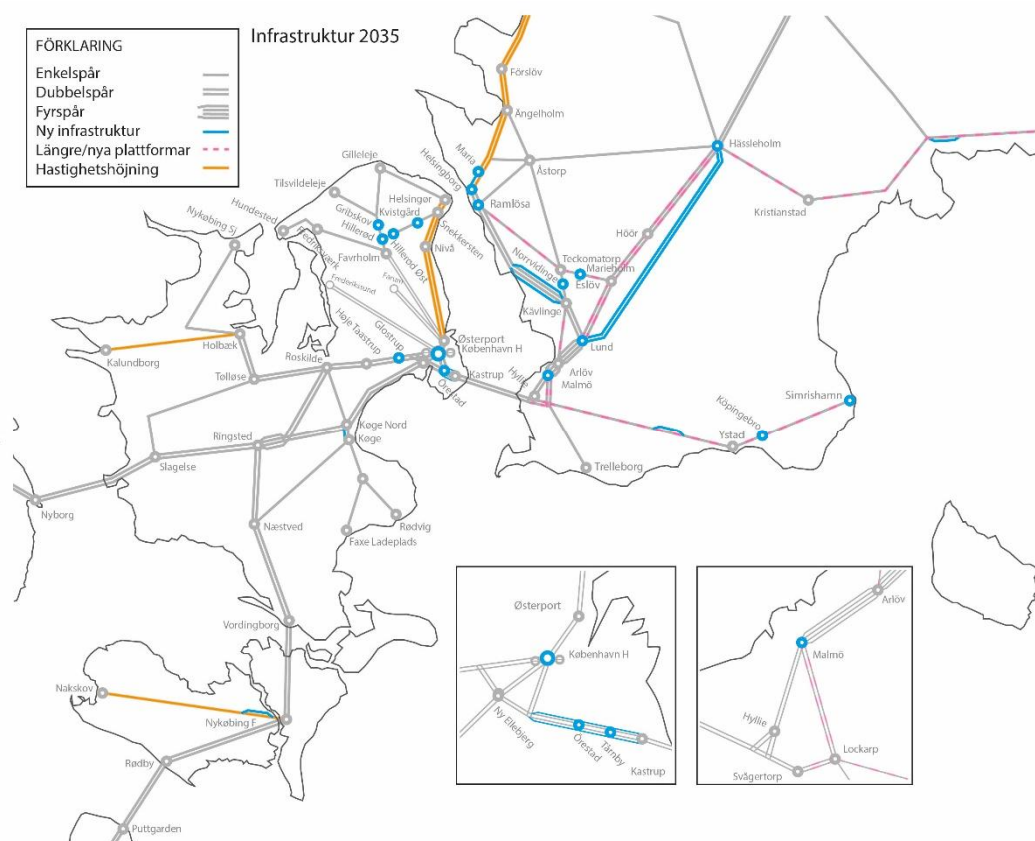 Infrastruktur 2035
FÖRKLARING
Enkelspår
Dubbelspår
Fyrspår
Ny infrastruktur
Längre/nya plattformar
Hastighetshöjning
Förslöv
Ängelholm
Maria
Helsingborg
Ramlösa
Åstorp
Hässleholm
Kristianstad
Höör
Teckomatorp
Marieholm
Norrvidinge
Eslöv
Kävlinge
Lund
Arlöv
Malmö
Hyllie
Trelleborg
Ystad
Köpingebro
Simrishamn
Gilleleje
Tilsvildeleje
Helsingør
Hundested
Gribskov
Kvistgård
Snekkersten
Hillerød
Hillerød Øst
Nykøbing Sj
Frederiksværk
Favrholm
Nivå
Farum
Frederikssund
Kalundborg
Holbæk
Høje Taastrup
Glostrup
Østerport
København H
Roskilde
Kastrup
Ørestad
Tølløse
Køge Nord
Køge
Ringsted
Slagelse
Nyborg
Næstved
Rødvig
Faxe Ladeplads
Vordingborg
Nakskov
Nykøbing F
Rødby
Puttgarden
Østerport
København H
Ny Ellebjerg
Ørestad
Tårnby
Kastrup
Arlöv
Malmö
Hyllie
Lockarp
Svågertorp